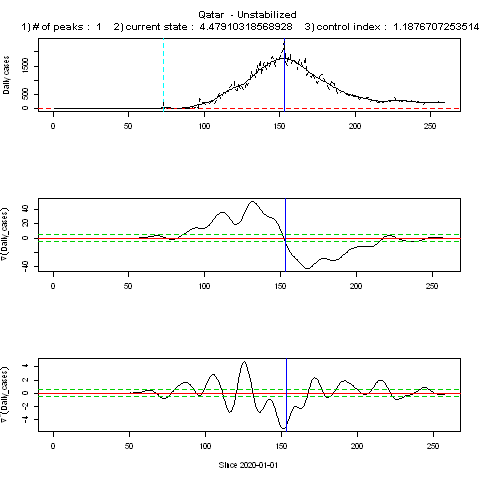 Qatar - Unstabilized
1) # of peaks : 1 2) current state : 4.47910318568928 3) control index : 1.1876707253514
Daily cases
0 500 1500
0 50 100 150 200 250
∇(Daily_cases)
-40 0 20 40
0 50 100 150 200 250
∇(Daily_cases)
-4 -2 0 2 4
0 50 100 150 200 250
Since 2020-01-01